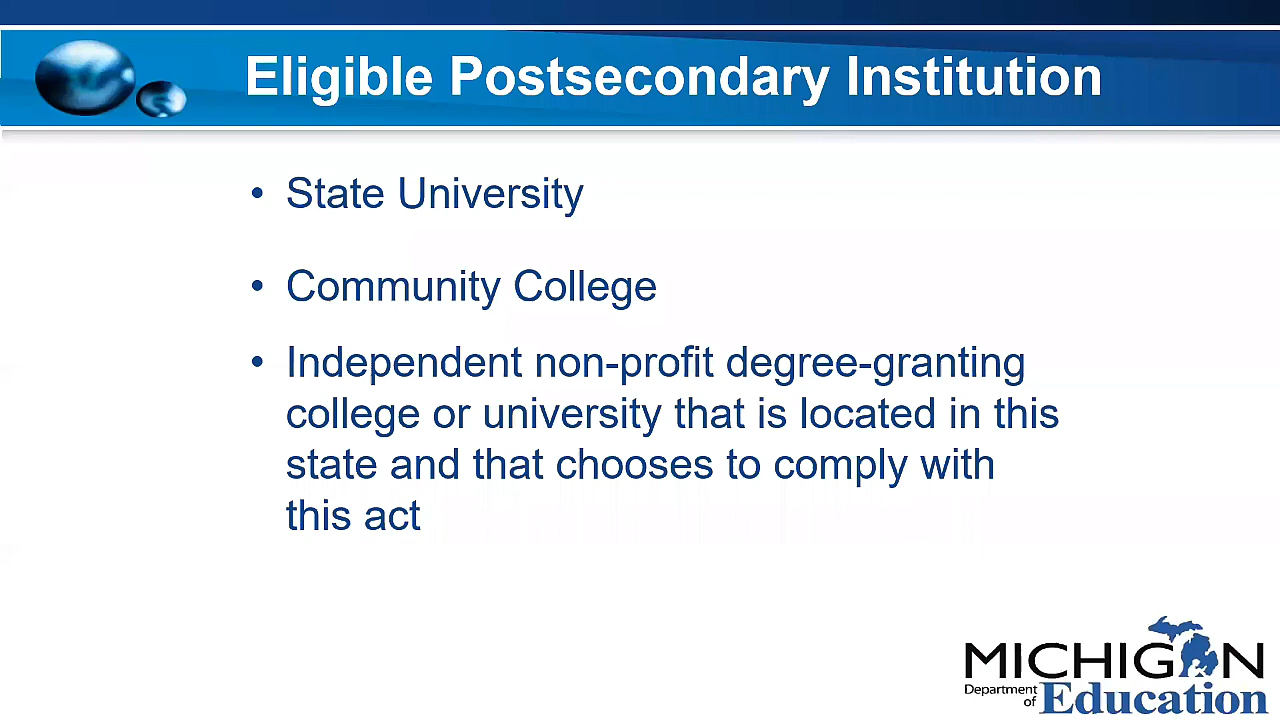 Eligible Postsecondary Institution
• State University
• Community College
• Independent non-profit degree-granting
college or university that is located in this
state and that chooses to comply with
this act
MICHIGAN
Department
of Education